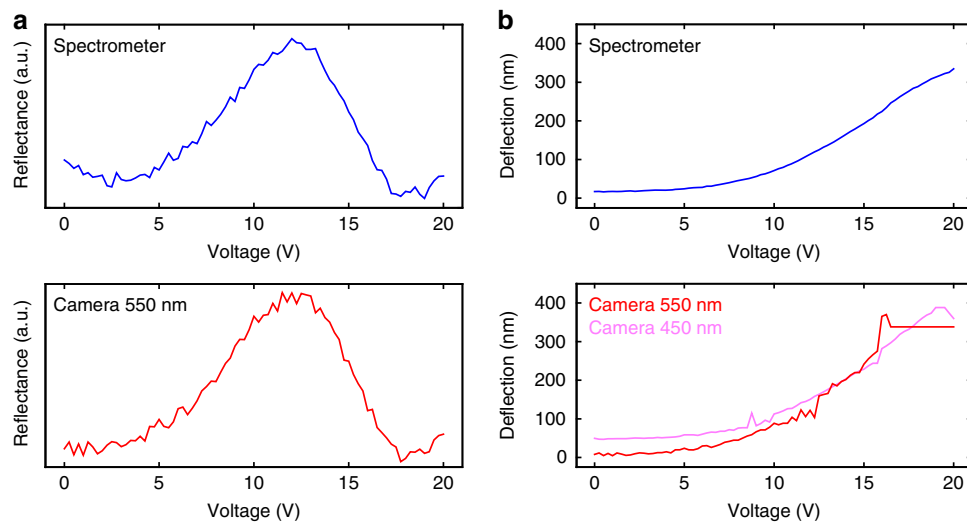 a
Spectrometer
Reflectance (a.u.)
0 5 10 15 20
Voltage (V)
b
Spectrometer
Deflection (nm)
400
300
200
100
0
0 5 10 15 20
Voltage (V)
Camera 550 nm
Reflectance (a.u.)
0 5 10 15 20
Voltage (V)
Camera 550 nm
Camera 450 nm
Deflection (nm)
400
300
200
100
0
0 5 10 15 20
Voltage (V)